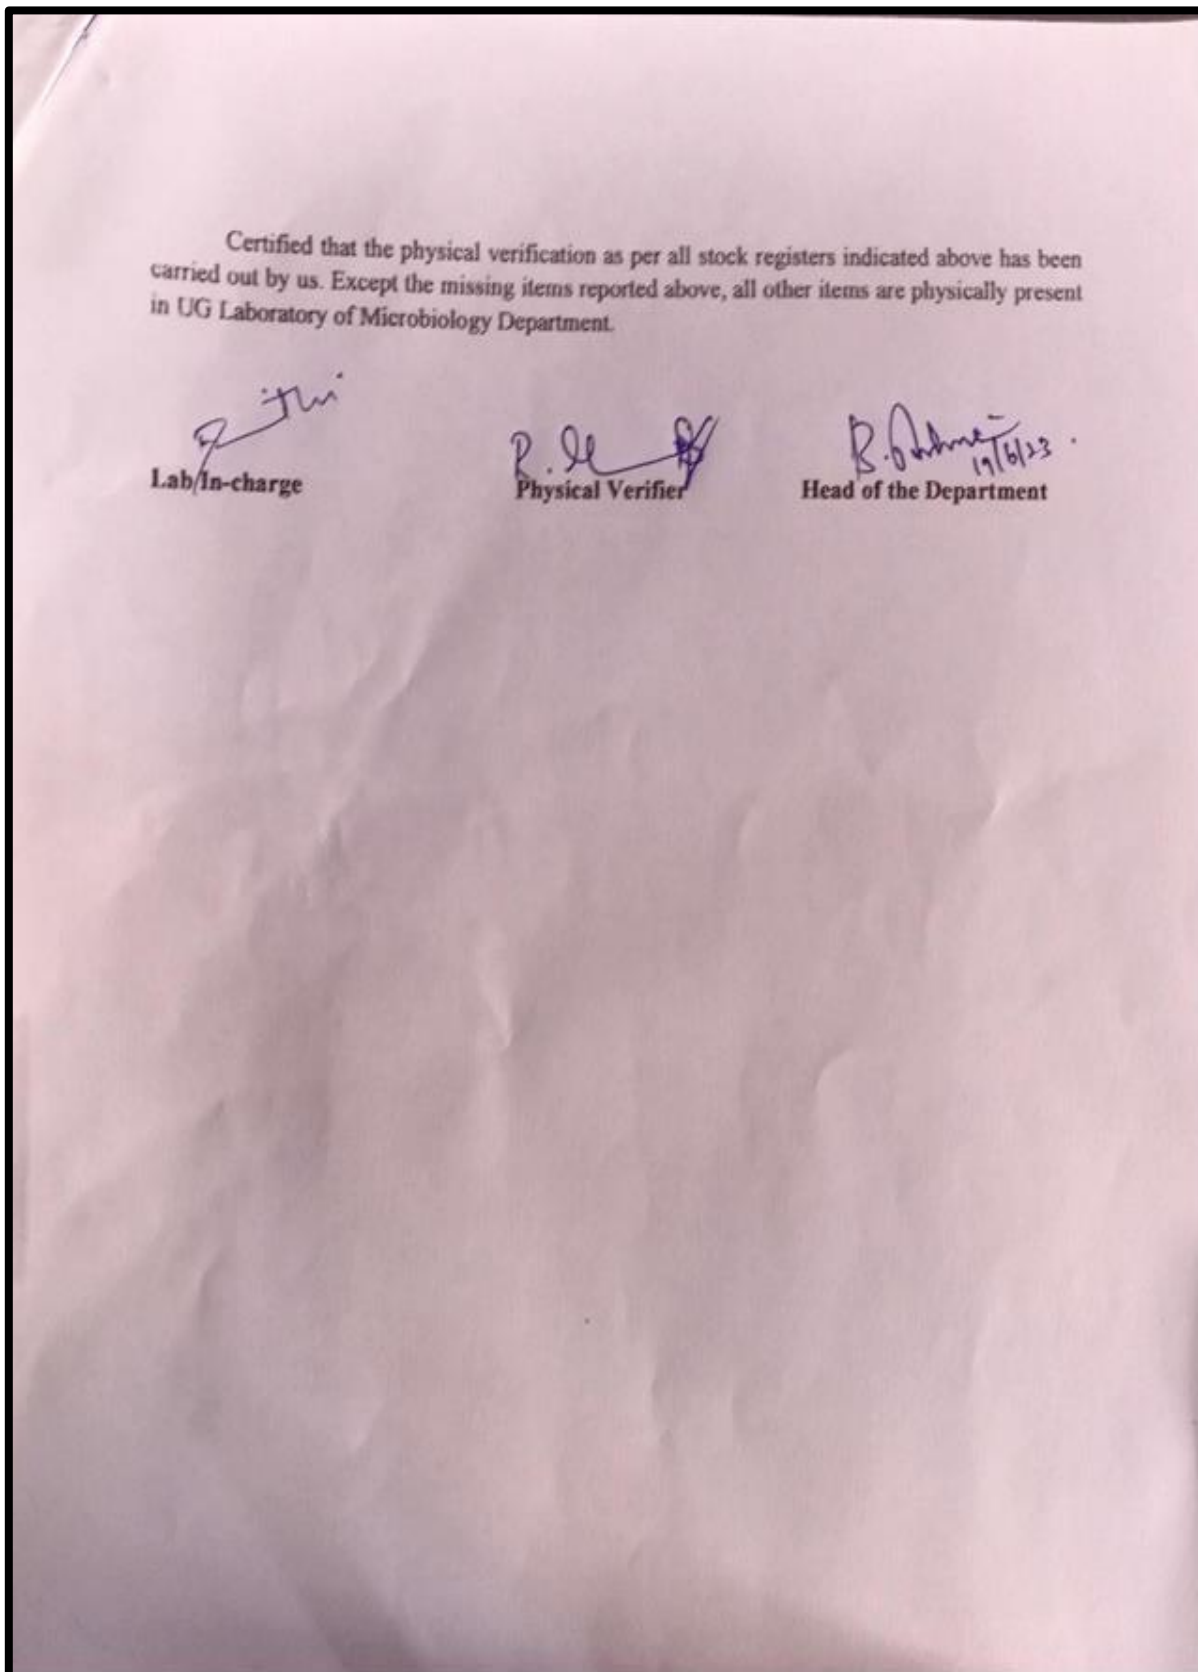 Certified that the physical verification as per all stock registers indicated above has been
carried out by us. Except the missing items reported above, all other items are physically present
in UG Laboratory of Microbiology Department.
19/6/23
Lab/In-charge Physical Verifier Head of the Department